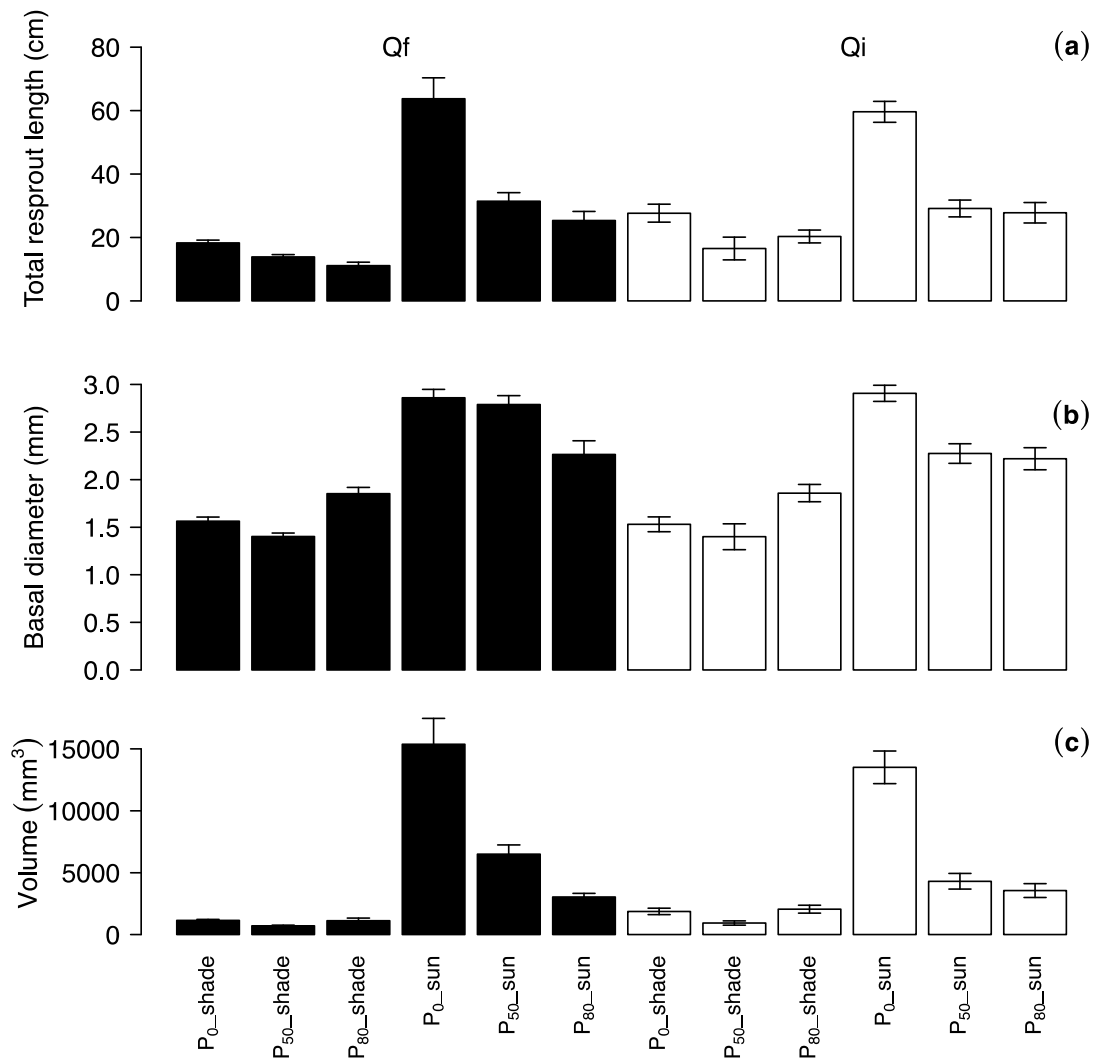 Qf
Qi
(a)
Total resprout length (cm)
80
60
40
20
0
(b)
Basal diameter (mm)
3.0
2.5
2.0
1.5
1.0
0.5
0.0
(c)
Volume (mm³)
15000
10000
5000
0
P₀_shade
P₅₀_shade
P₈₀_shade
P₀_sun
P₅₀_sun
P₈₀_sun
P₀_shade
P₅₀_shade
P₈₀_shade
P₀_sun
P₅₀_sun
P₈₀_sun